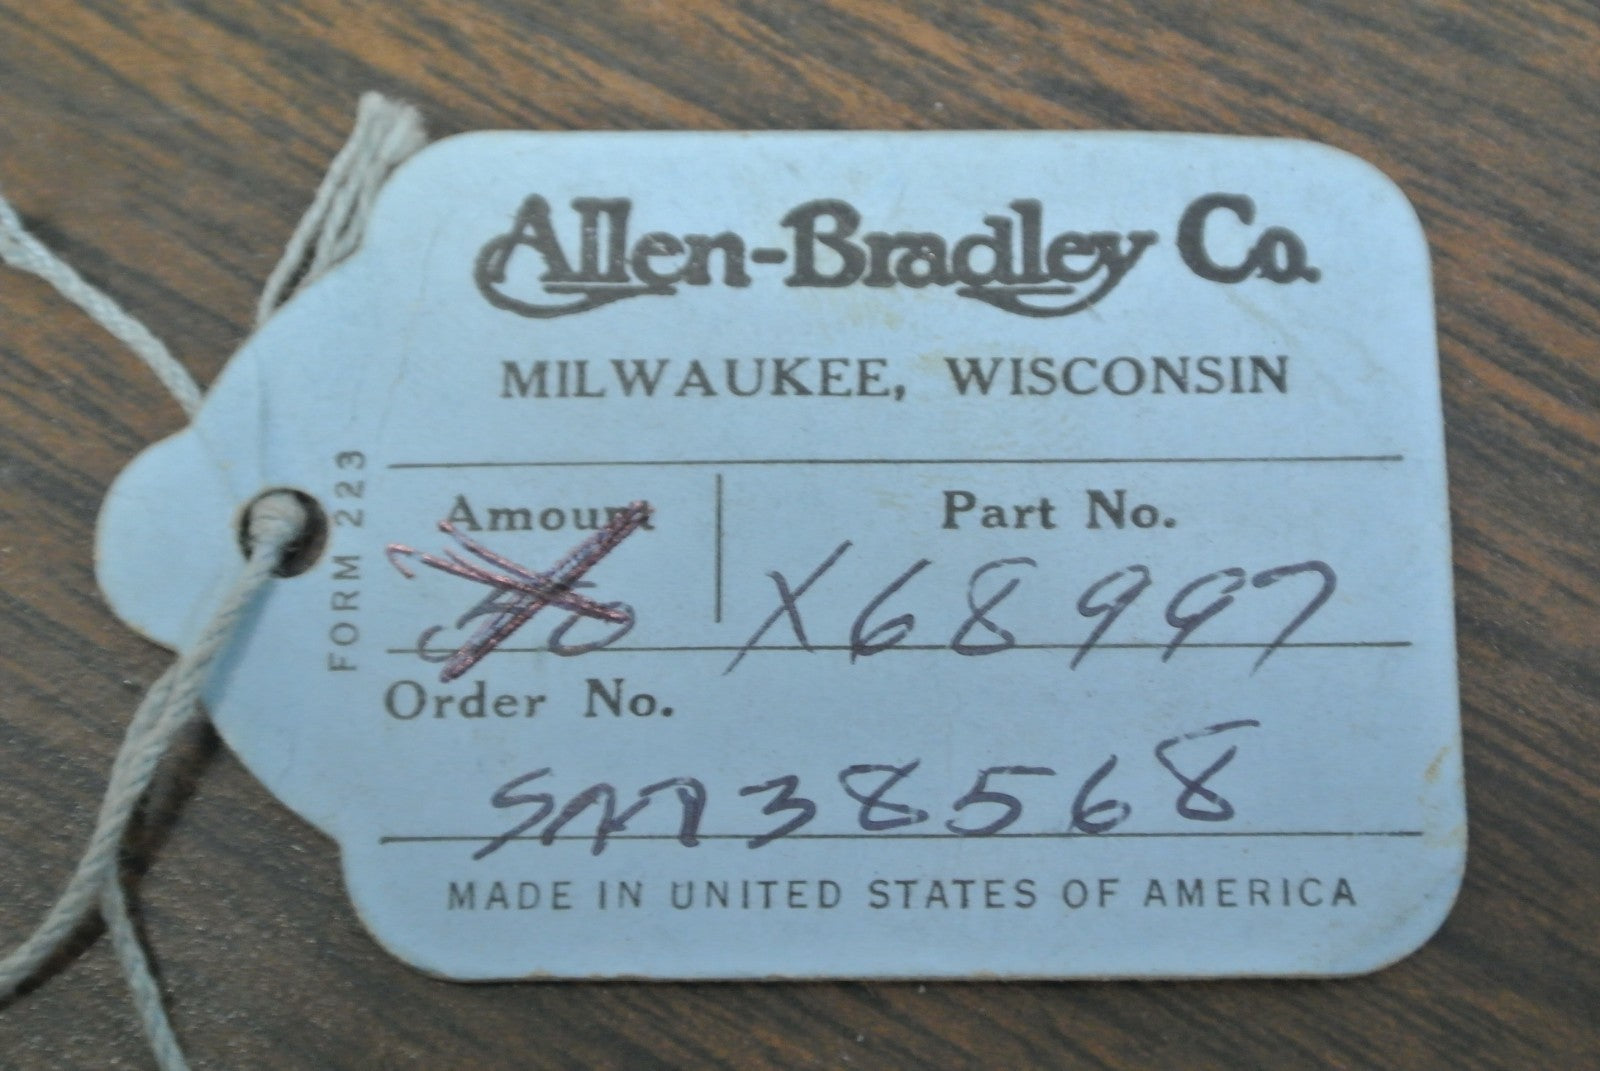 Allen-Bradley Co.
MILWAUKEE, WISCONSIN
FORM 223
Amount
Part No.
X68997
Order No.
SM38568
MADE IN UNITED STATES OF AMERICA